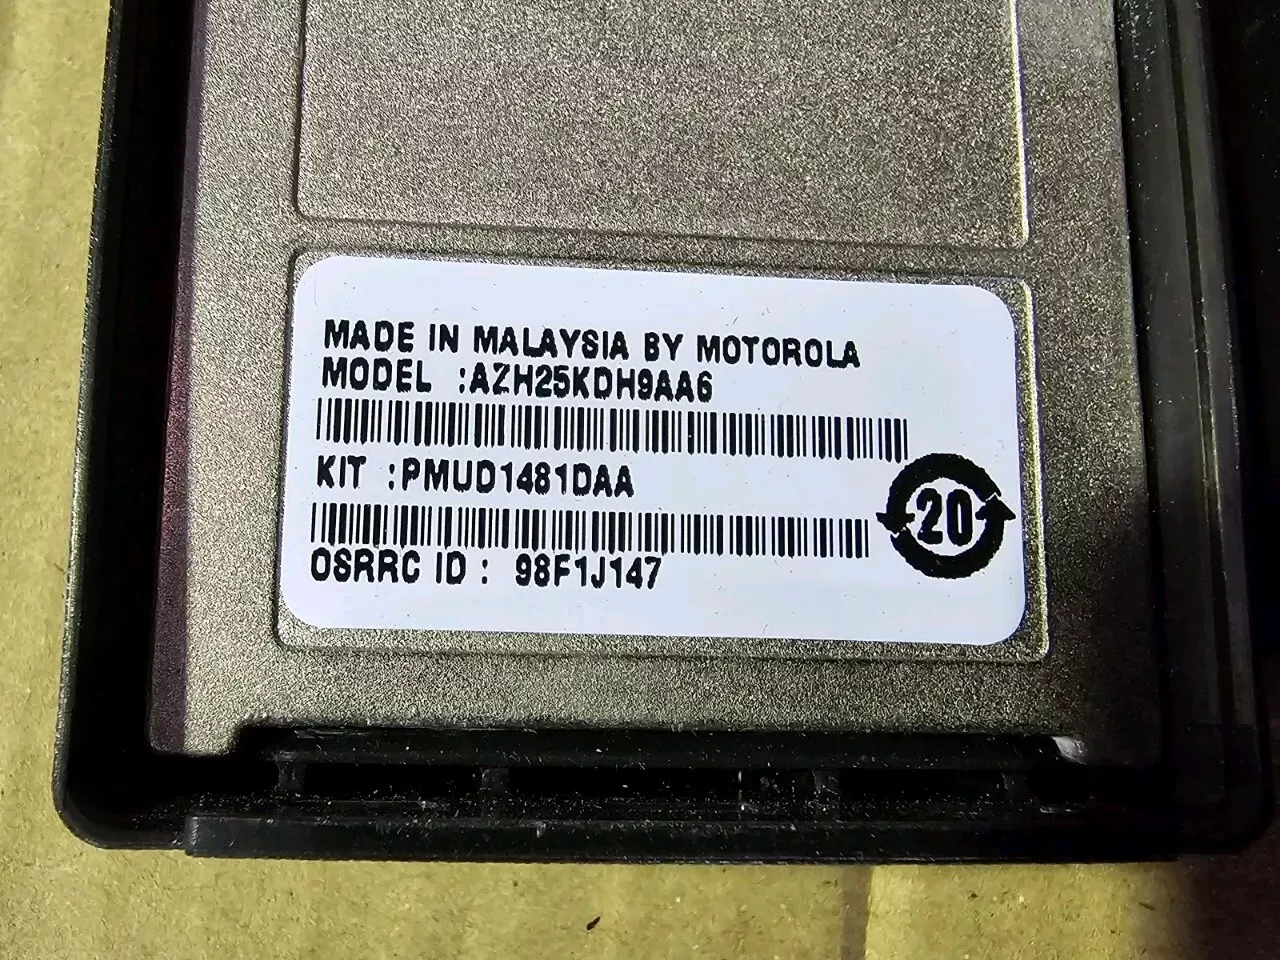 MADE IN MALAYSIA BY MOTOROLA
MODEL :AZH25KDH9AA6
KIT :PMUD1481DAA
20
OSRRC ID : 98F1J147